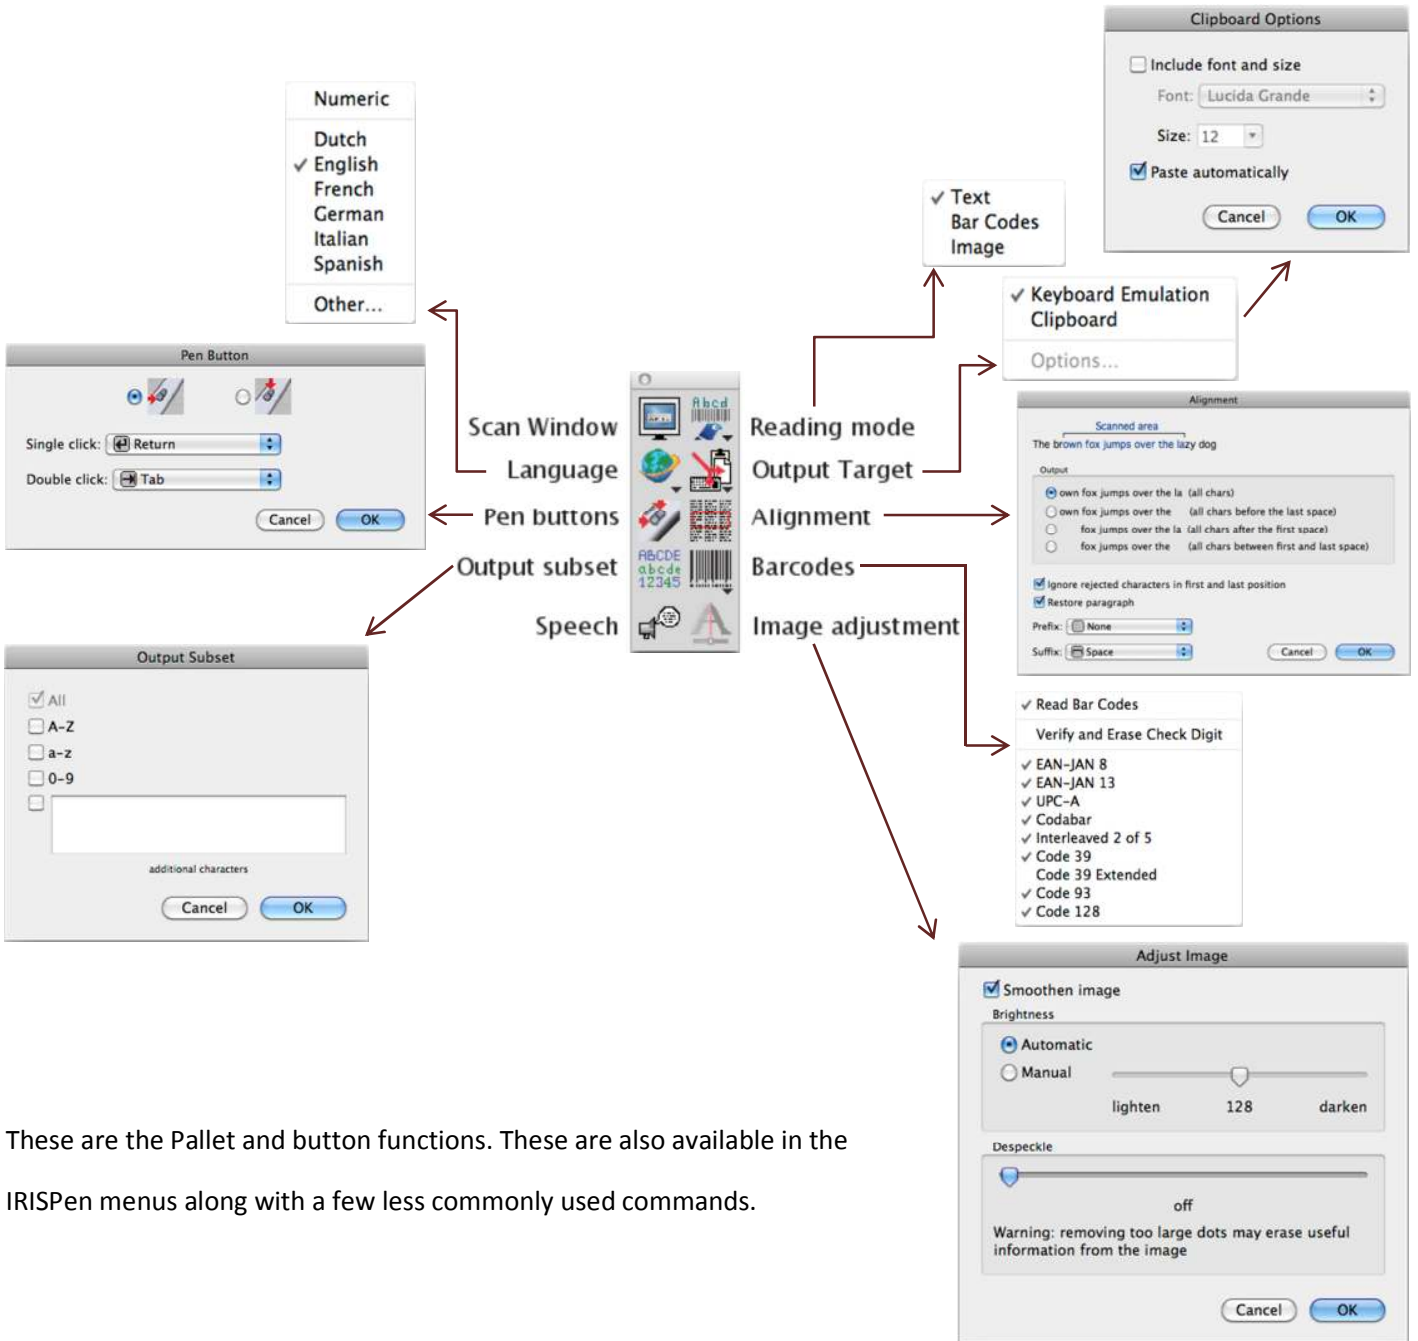 Clipboard Options
Include font and size
Font: Lucida Grande
Size: 12
Paste automatically
Cancel OK
Numeric
Dutch
✓ English
French
German
Italian
Spanish
Other...
✓ Text
Bar Codes
Image
✓ Keyboard Emulation
Clipboard
Options...
Pen Button
Single click: Return
Double click: Tab
Cancel OK
Scan Window
Language
Pen buttons
Output subset
Speech
Abcd
ABCDE
abcde
12345
Reading mode
Output Target
Alignment
Barcodes
Image adjustment
Alignment
Scanned area
The brown fox jumps over the lazy dog
Output
own fox jumps over the la (all chars)
own fox jumps over the (all chars before the last space)
fox jumps over the la (all chars after the first space)
fox jumps over the (all chars between first and last space)
Ignore rejected characters in first and last position
Restore paragraph
Prefix: None
Suffix: Space
Cancel OK
Output Subset
All
A-Z
a-z
0-9
additional characters
Cancel OK
✓ Read Bar Codes
Verify and Erase Check Digit
✓ EAN-JAN 8
✓ EAN-JAN 13
✓ UPC-A
✓ Codabar
✓ Interleaved 2 of 5
✓ Code 39
Code 39 Extended
✓ Code 93
✓ Code 128
Adjust Image
Smoothen image
Brightness
Automatic
Manual
lighten 128 darken
Despeckle
off
Warning: removing too large dots may erase useful
information from the image
Cancel OK
These are the Pallet and button functions. These are also available in the
IRISPen menus along with a few less commonly used commands.